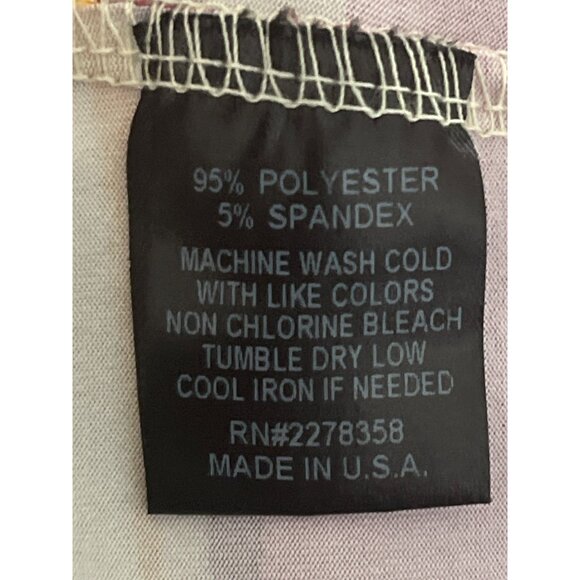 95% POLYESTER
5% SPANDEX
MACHINE WASH COLD
WITH LIKE COLORS
NON CHLORINE BLEACH
TUMBLE DRY LOW
COOL IRON IF NEEDED
RN#2278358
MADE IN U.S.A.